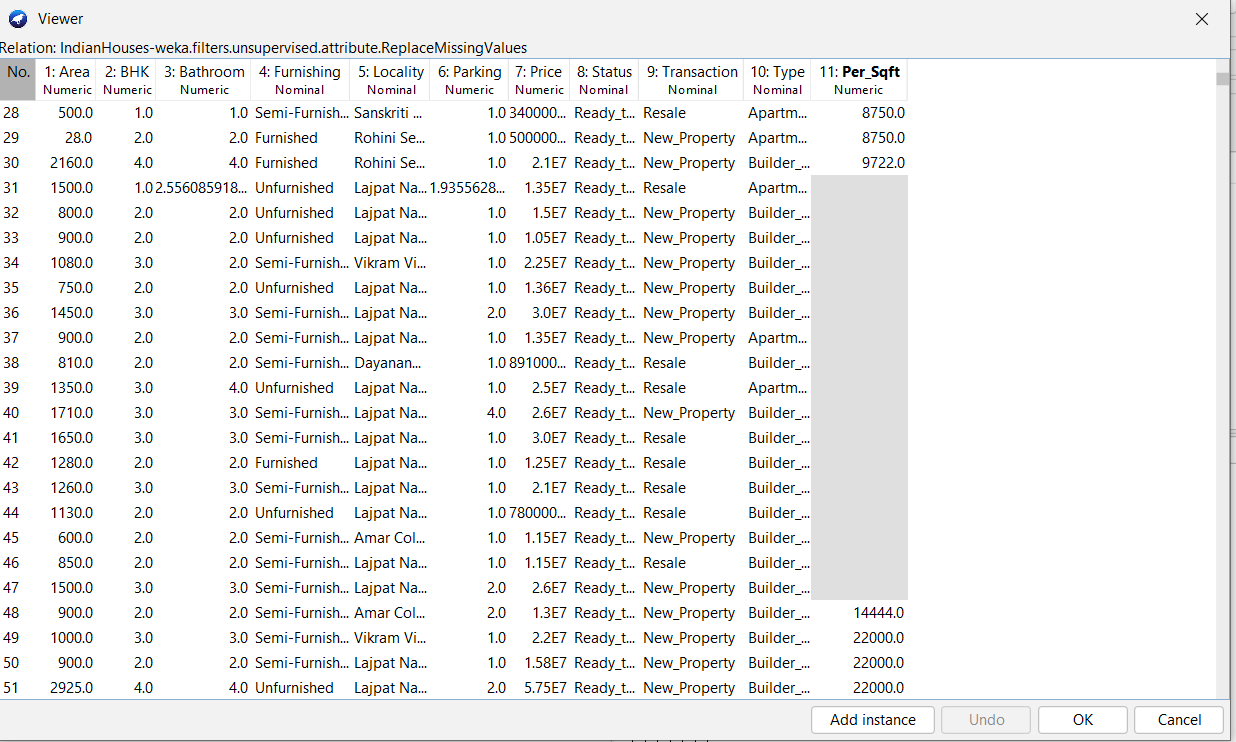 Viewer
Relation: IndianHouses-weka.filters.unsupervised.attribute.ReplaceMissingValues
No. 1: Area 2: BHK 3: Bathroom 4: Furnishing 5: Locality 6: Parking 7: Price 8: Status 9: Transaction 10: Type 11: Per_Sqft
Numeric Numeric Numeric Nominal Nominal Numeric Numeric Nominal Nominal Nominal Numeric
28 500.0 1.0 1.0 Semi-Furnish... Sanskriti ... 1.0 340000... Ready_t... Resale Apartm... 8750.0
29 28.0 2.0 2.0 Furnished Rohini Se... 1.0 500000... Ready_t... New_Property Apartm... 8750.0
30 2160.0 4.0 4.0 Furnished Rohini Se... 1.0 2.1E7 Ready_t... New_Property Builder_... 9722.0
31 1500.0 1.0 2.556085918... Unfurnished Lajpat Na... 1.9355628... 1.35E7 Ready_t... Resale Apartm...
32 800.0 2.0 2.0 Unfurnished Lajpat Na... 1.0 1.5E7 Ready_t... New_Property Builder_...
33 900.0 2.0 2.0 Unfurnished Lajpat Na... 1.0 1.05E7 Ready_t... New_Property Builder_...
34 1080.0 3.0 2.0 Semi-Furnish... Vikram Vi... 1.0 2.25E7 Ready_t... New_Property Builder_...
35 750.0 2.0 2.0 Unfurnished Lajpat Na... 1.0 1.36E7 Ready_t... New_Property Builder_...
36 1450.0 3.0 3.0 Semi-Furnish... Lajpat Na... 2.0 3.0E7 Ready_t... New_Property Builder_...
37 900.0 2.0 2.0 Semi-Furnish... Lajpat Na... 1.0 1.35E7 Ready_t... New_Property Apartm...
38 810.0 2.0 2.0 Semi-Furnish... Dayanan... 1.0 891000... Ready_t... Resale Builder_...
39 1350.0 3.0 4.0 Unfurnished Lajpat Na... 1.0 2.5E7 Ready_t... Resale Apartm...
40 1710.0 3.0 3.0 Semi-Furnish... Lajpat Na... 4.0 2.6E7 Ready_t... New_Property Builder_...
41 1650.0 3.0 3.0 Semi-Furnish... Lajpat Na... 1.0 3.0E7 Ready_t... Resale Builder_...
42 1280.0 2.0 2.0 Furnished Lajpat Na... 1.0 1.25E7 Ready_t... Resale Builder_...
43 1260.0 3.0 3.0 Semi-Furnish... Lajpat Na... 1.0 2.1E7 Ready_t... Resale Builder_...
44 1130.0 2.0 2.0 Unfurnished Lajpat Na... 1.0 780000... Ready_t... Resale Builder_...
45 600.0 2.0 2.0 Semi-Furnish... Amar Col... 1.0 1.15E7 Ready_t... New_Property Builder_...
46 850.0 2.0 2.0 Semi-Furnish... Lajpat Na... 1.0 1.15E7 Ready_t... Resale Builder_...
47 1500.0 3.0 3.0 Semi-Furnish... Lajpat Na... 2.0 2.6E7 Ready_t... New_Property Builder_...
48 900.0 2.0 2.0 Semi-Furnish... Amar Col... 2.0 1.3E7 Ready_t... New_Property Builder_... 14444.0
49 1000.0 3.0 3.0 Semi-Furnish... Vikram Vi... 1.0 2.2E7 Ready_t... New_Property Builder_... 22000.0
50 900.0 2.0 2.0 Semi-Furnish... Lajpat Na... 1.0 1.58E7 Ready_t... New_Property Builder_... 22000.0
51 2925.0 4.0 4.0 Unfurnished Lajpat Na... 2.0 5.75E7 Ready_t... New_Property Builder_... 22000.0
Add instance Undo OK Cancel